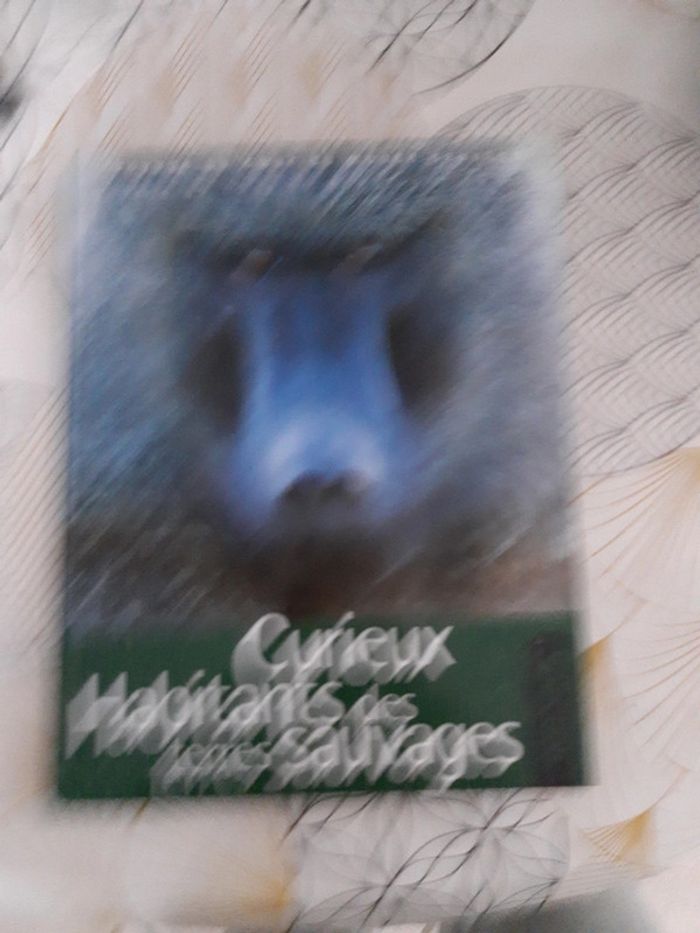 Curieux
Habitants des
terres sauvages